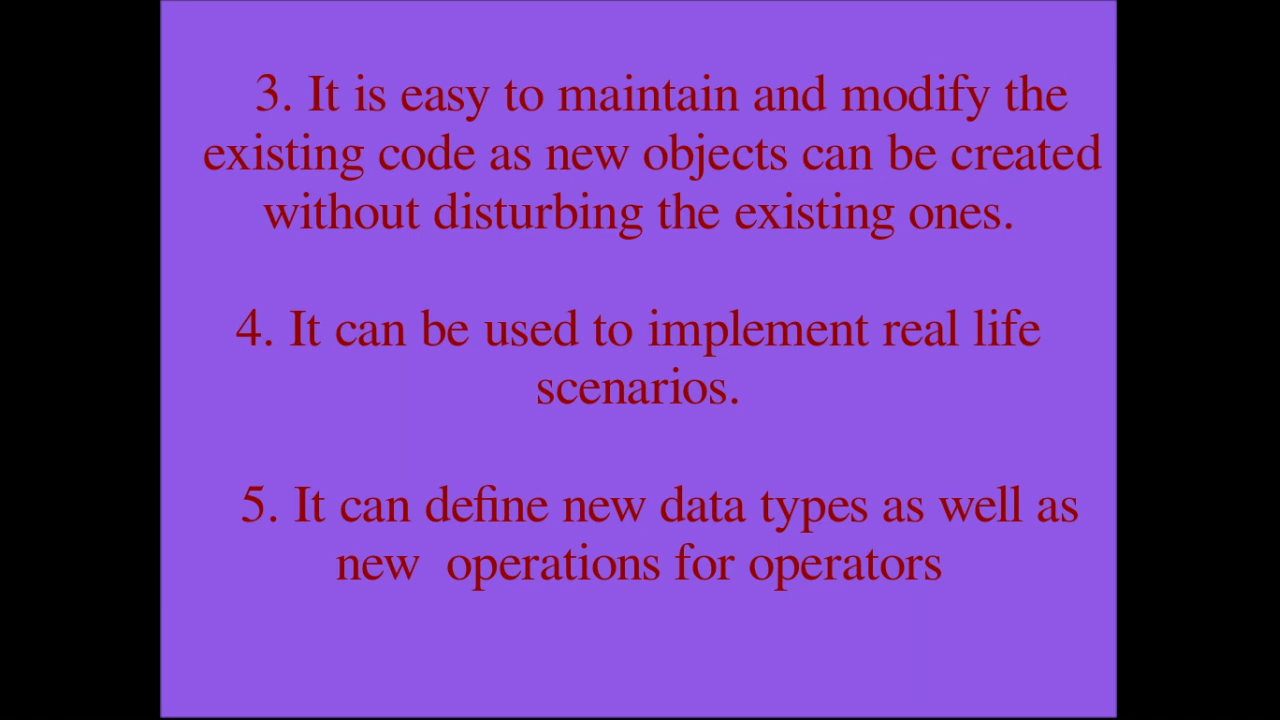 3. It is easy to maintain and modify the
existing code as new objects can be created
without disturbing the existing ones.
4. It can be used to implement real life
scenarios.
5. It can define new data types as well as
new  operations for operators